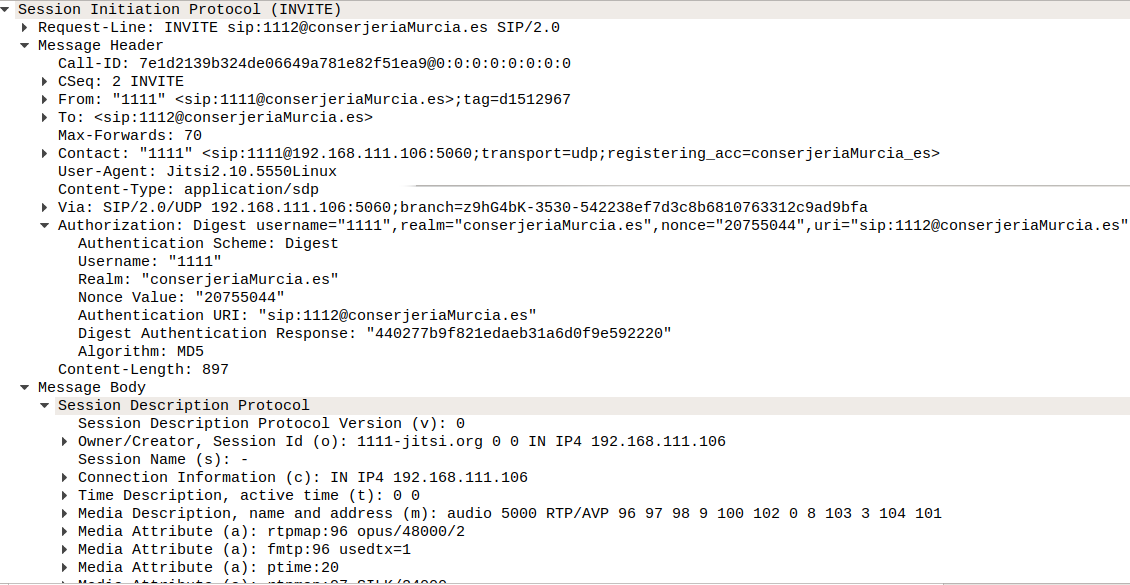 Session Initiation Protocol (INVITE)
Request-Line: INVITE sip:1112@conserjeriaMurcia.es SIP/2.0
Message Header
Call-ID: 7e1d2139b324de06649a781e82f51ea9@0:0:0:0:0:0:0:0
CSeq: 2 INVITE
From: "1111" <sip:1111@conserjeriaMurcia.es>;tag=d1512967
To: <sip:1112@conserjeriaMurcia.es>
Max-Forwards: 70
Contact: "1111" <sip:1111@192.168.111.106:5060;transport=udp;registering_acc=conserjeriaMurcia_es>
User-Agent: Jitsi2.10.5550Linux
Content-Type: application/sdp
Via: SIP/2.0/UDP 192.168.111.106:5060;branch=z9hG4bK-3530-542238ef7d3c8b6810763312c9ad9bfa
Authorization: Digest username="1111",realm="conserjeriaMurcia.es",nonce="20755044",uri="sip:1112@conserjeriaMurcia.es"
Authentication Scheme: Digest
Username: "1111"
Realm: "conserjeriaMurcia.es"
Nonce Value: "20755044"
Authentication URI: "sip:1112@conserjeriaMurcia.es"
Digest Authentication Response: "440277b9f821edaeb31a6d0f9e592220"
Algorithm: MD5
Content-Length: 897
Message Body
Session Description Protocol
Session Description Protocol Version (v): 0
Owner/Creator, Session Id (o): 1111-jitsi.org 0 0 IN IP4 192.168.111.106
Session Name (s): -
Connection Information (c): IN IP4 192.168.111.106
Time Description, active time (t): 0 0
Media Description, name and address (m): audio 5000 RTP/AVP 96 97 98 9 100 102 0 8 103 3 104 101
Media Attribute (a): rtpmap:96 opus/48000/2
Media Attribute (a): fmtp:96 usedtx=1
Media Attribute (a): ptime:20